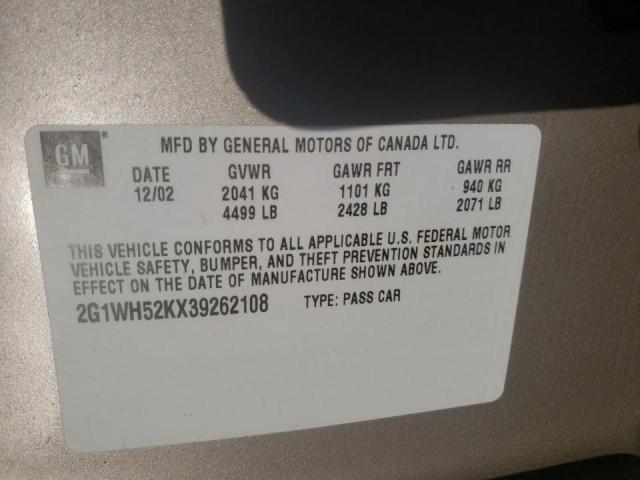 GM ®
MFD BY GENERAL MOTORS OF CANADA LTD.
DATE GVWR GAWR FRT GAWR RR
12/02 2041 KG 1101 KG 940 KG
4499 LB 2428 LB 2071 LB
THIS VEHICLE CONFORMS TO ALL APPLICABLE U.S. FEDERAL MOTOR
VEHICLE SAFETY, BUMPER, AND THEFT PREVENTION STANDARDS IN
EFFECT ON THE DATE OF MANUFACTURE SHOWN ABOVE.
2G1WH52KX39262108 TYPE: PASS CAR